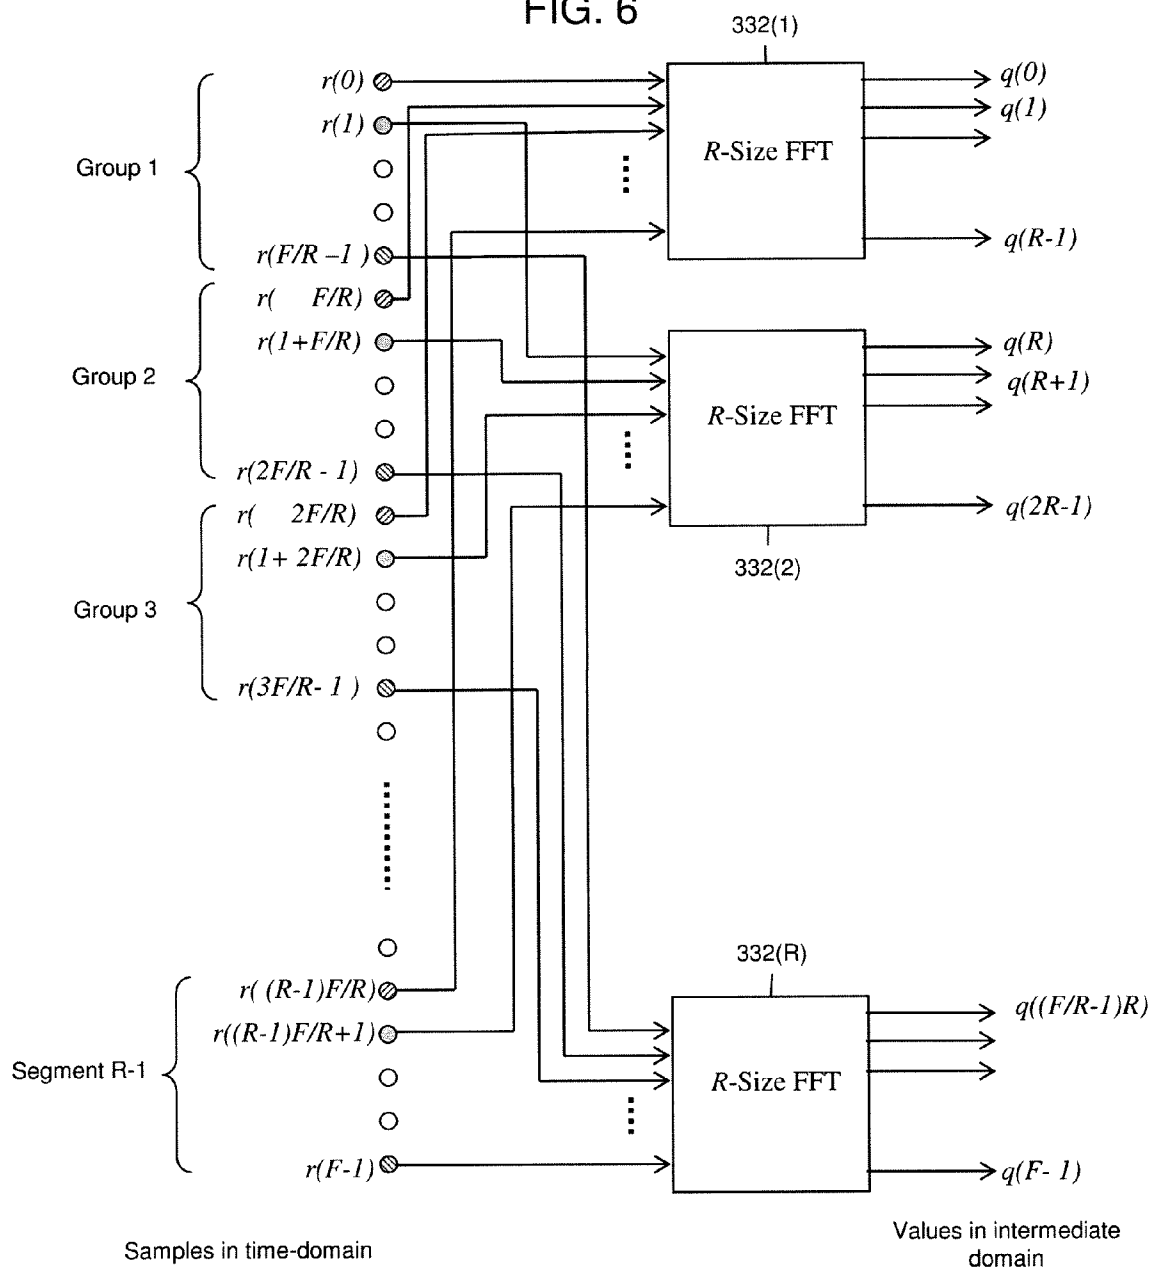 FIG. 6
332(1)
r(0)
r(1)
Group 1
r(F/R –1 )
R-Size FFT
q(0)
q(1)
q(R-1)
r( F/R)
r(1+F/R)
Group 2
r(2F/R - 1)
R-Size FFT
q(R)
q(R+1)
q(2R-1)
332(2)
r( 2F/R)
r(1+ 2F/R)
Group 3
r(3F/R- 1 )
332(R)
r( (R-1)F/R)
r((R-1)F/R+1)
Segment R-1
r(F-1)
R-Size FFT
q((F/R-1)R)
q(F- 1)
Samples in time-domain
Values in intermediate
domain